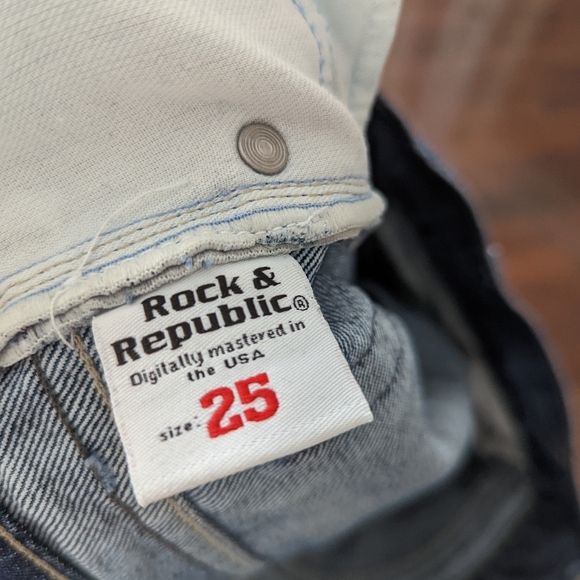 Rock &
Republic®
Digitally mastered in
the USA
size: 25